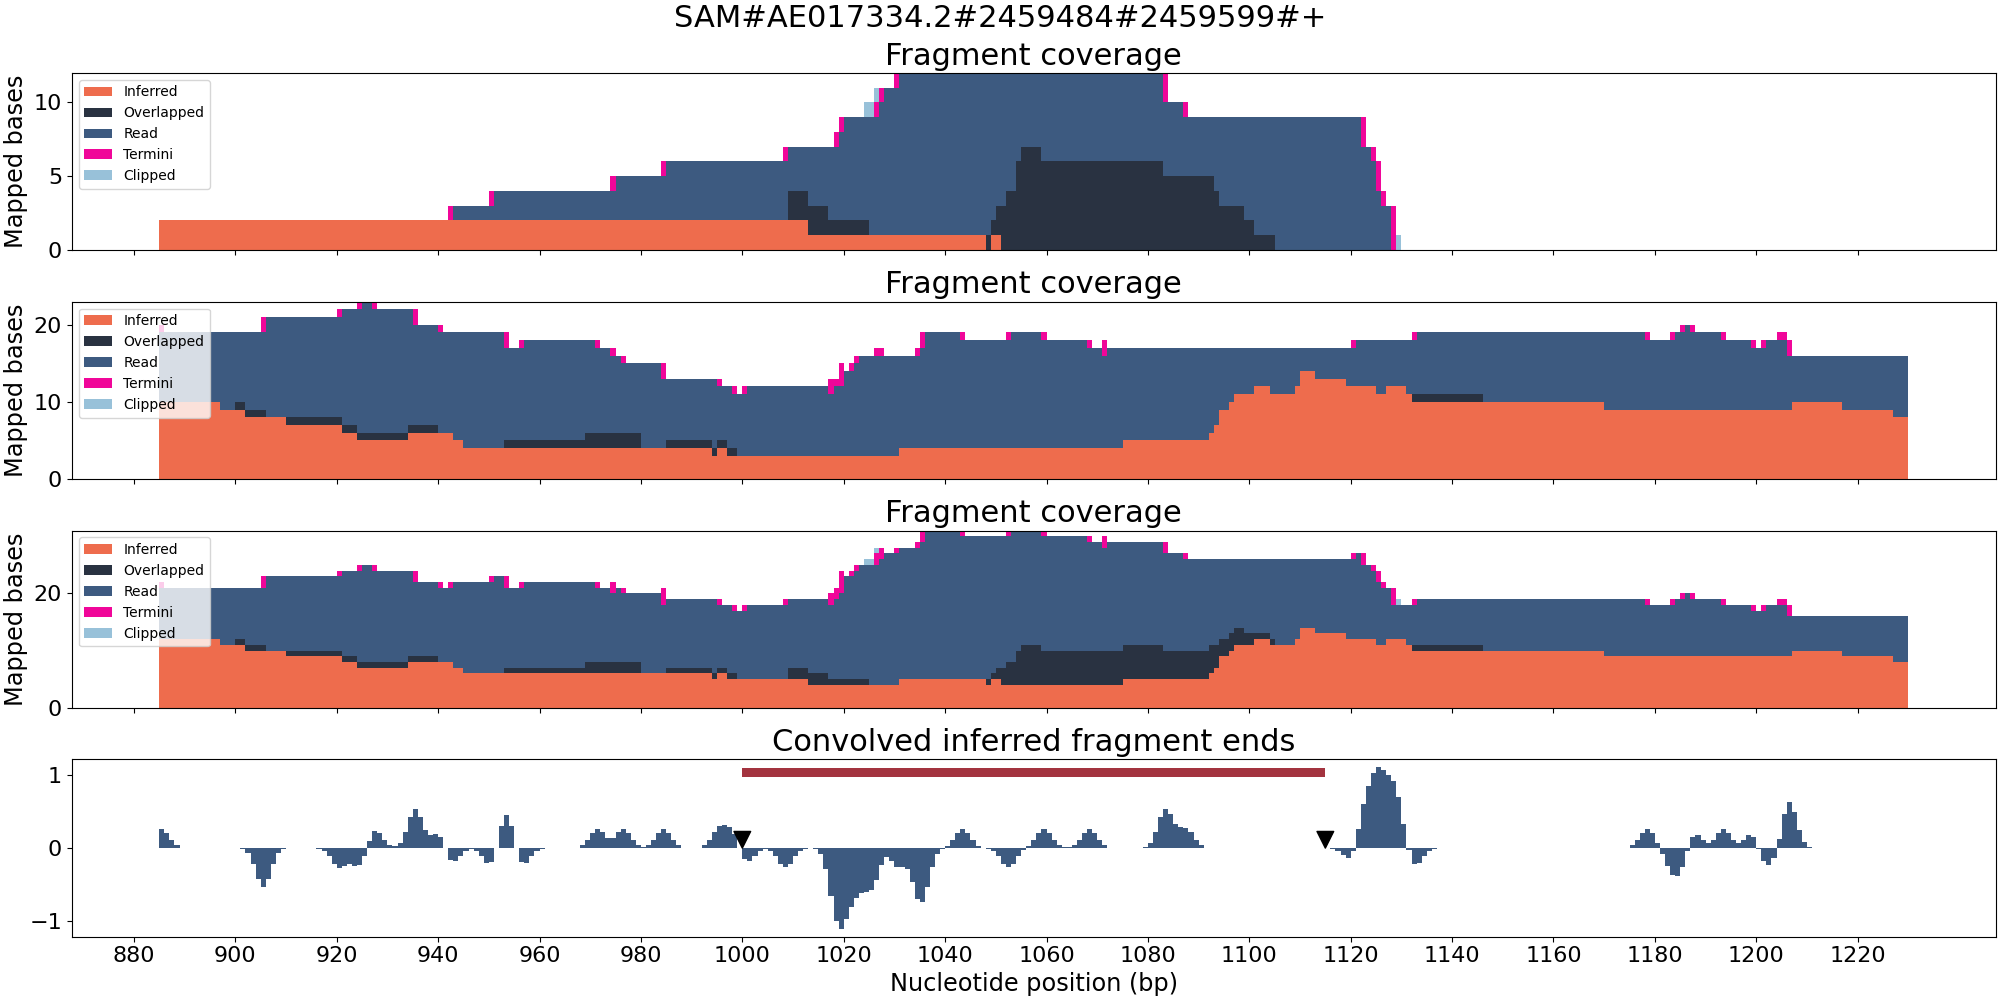 SAM#AE017334.2#2459484#2459599#+
Fragment coverage
Mapped bases
10
5
0
Inferred
Overlapped
Read
Termini
Clipped
Fragment coverage
Mapped bases
20
10
0
Inferred
Overlapped
Read
Termini
Clipped
Fragment coverage
Mapped bases
20
0
Inferred
Overlapped
Read
Termini
Clipped
Convolved inferred fragment ends
1
0
−1
880 900 920 940 960 980 1000 1020 1040 1060 1080 1100 1120 1140 1160 1180 1200 1220
Nucleotide position (bp)